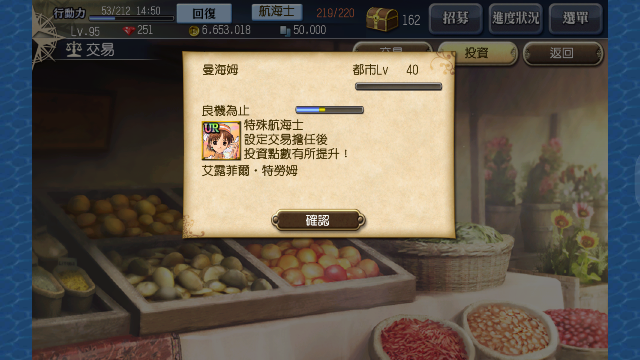 行動力 53/212 14:50 回復 航海士 219/220 162 招募 進度狀況 選單
Lv.95 251 6.653.018 50.000
交易 交易 投資 返回
曼海姆 都市Lv 40
良機為止
UR 特殊航海士
設定交易擔任後
投資點數有所提升！
艾露菲爾·特勞姆
確認